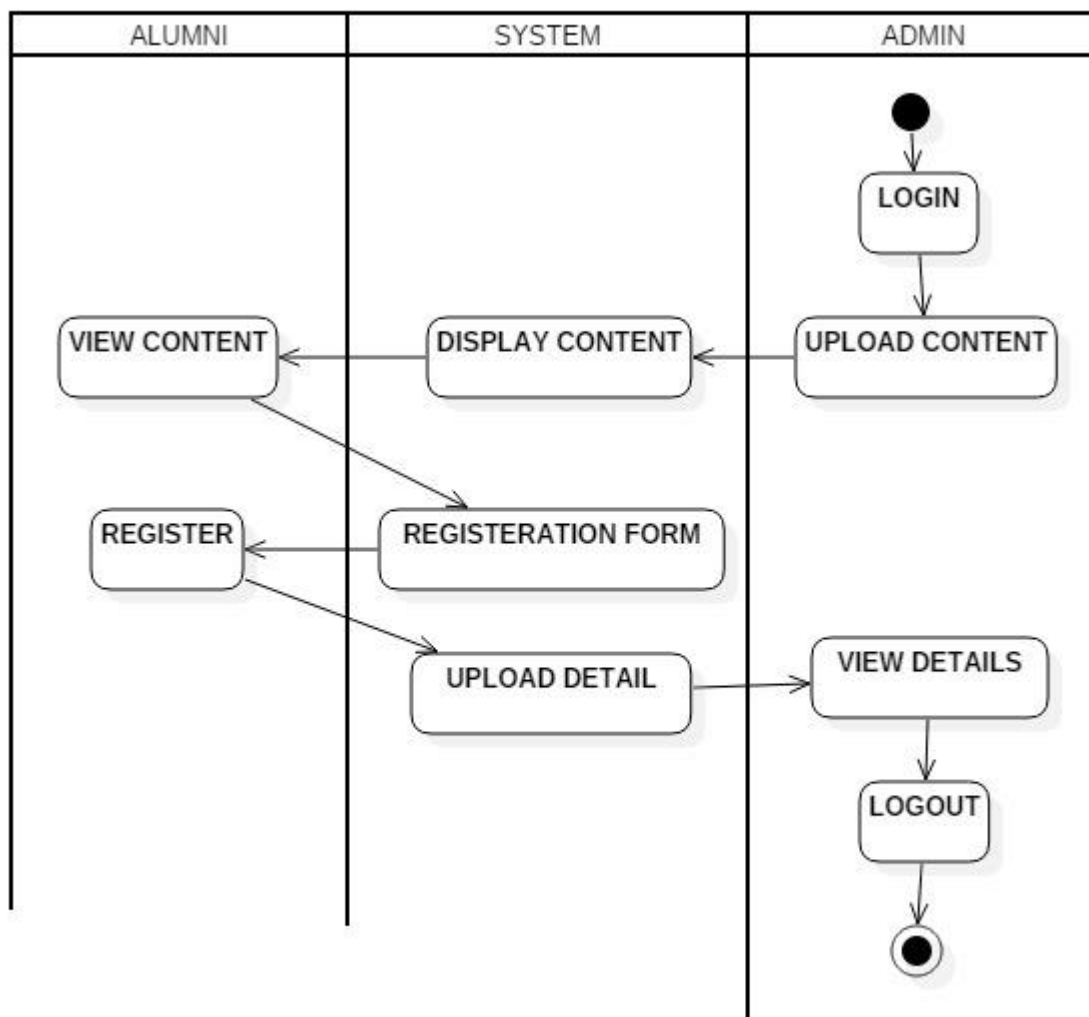 ALUMNI
SYSTEM
ADMIN
LOGIN
VIEW CONTENT
DISPLAY CONTENT
UPLOAD CONTENT
REGISTER
REGISTERATION FORM
UPLOAD DETAIL
VIEW DETAILS
LOGOUT